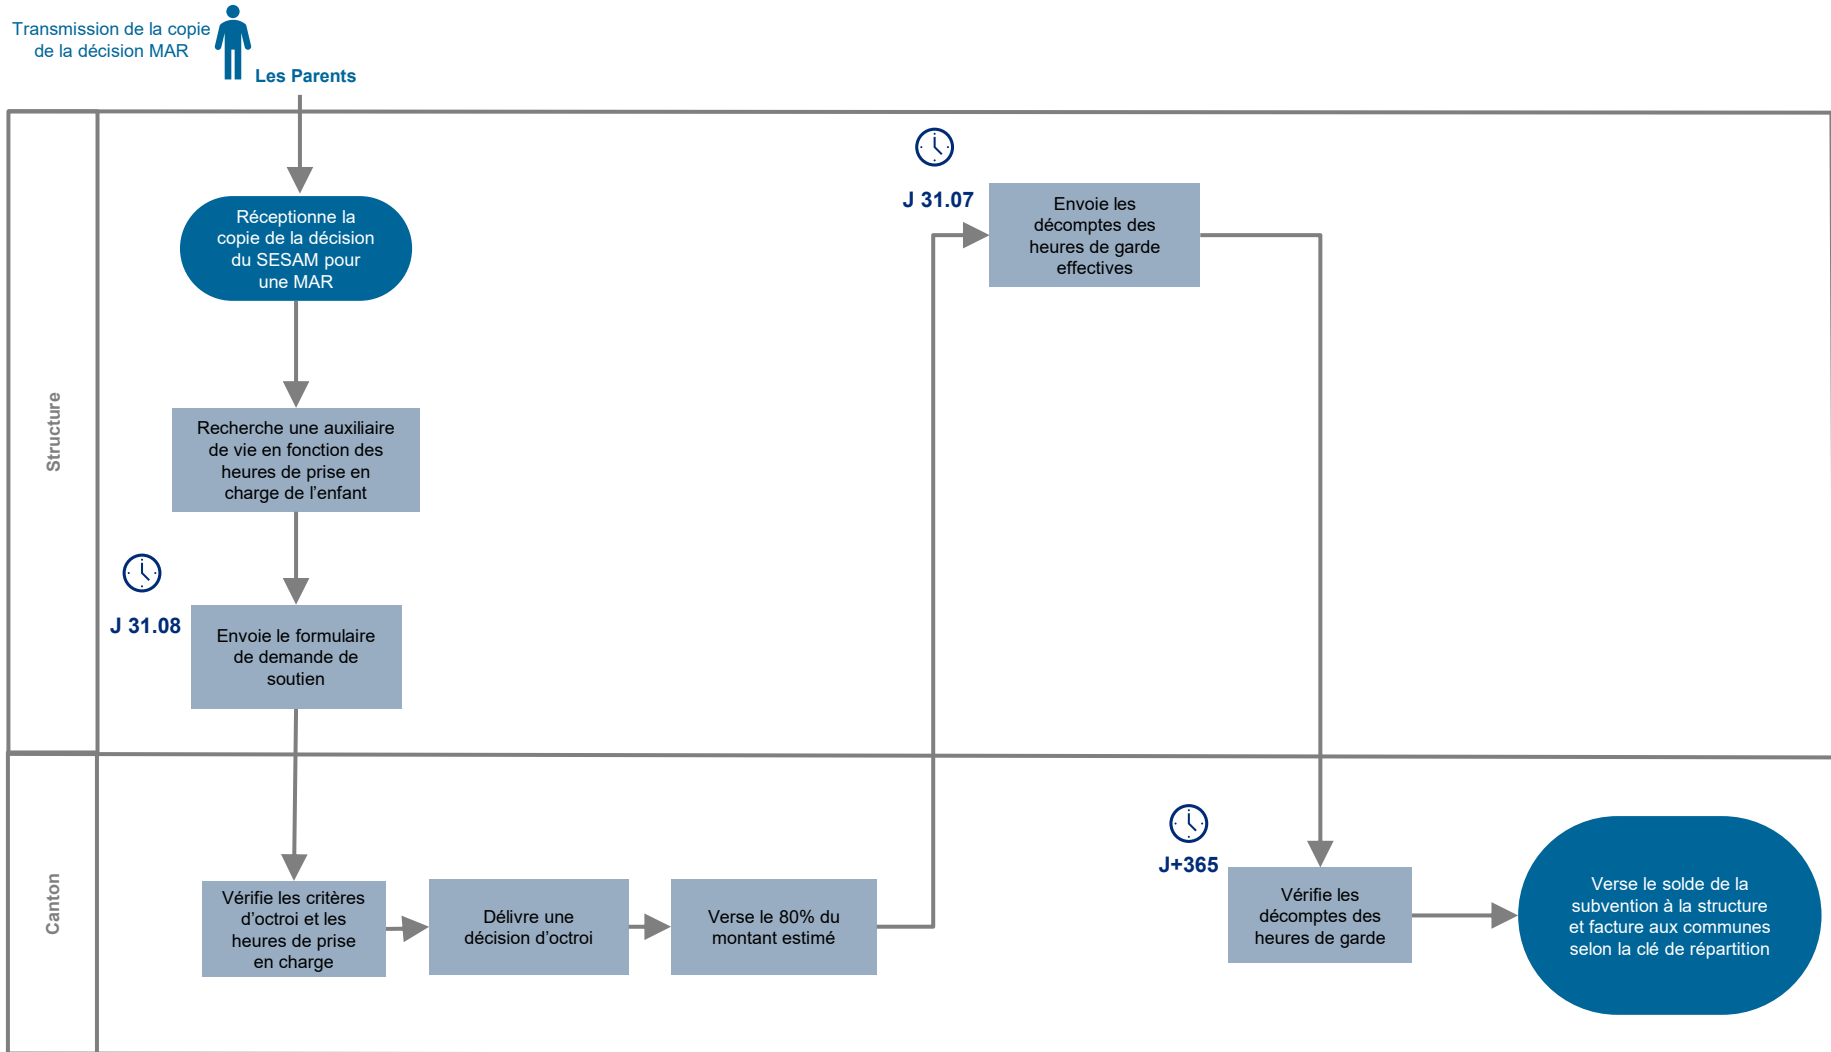 Transmission de la copie
de la décision MAR
Les Parents
Structure
Réceptionne la
copie de la décision
du SESAM pour
une MAR
Recherche une auxiliaire
de vie en fonction des
heures de prise en
charge de l’enfant
J 31.08
Envoie le formulaire
de demande de
soutien
J 31.07
Envoie les
décomptes des
heures de garde
effectives
Canton
Vérifie les critères
d’octroi et les
heures de prise
en charge
Délivre une
décision d’octroi
Verse le 80% du
montant estimé
J+365
Vérifie les
décomptes des
heures de garde
Verse le solde de la
subvention à la structure
et facture aux communes
selon la clé de répartition